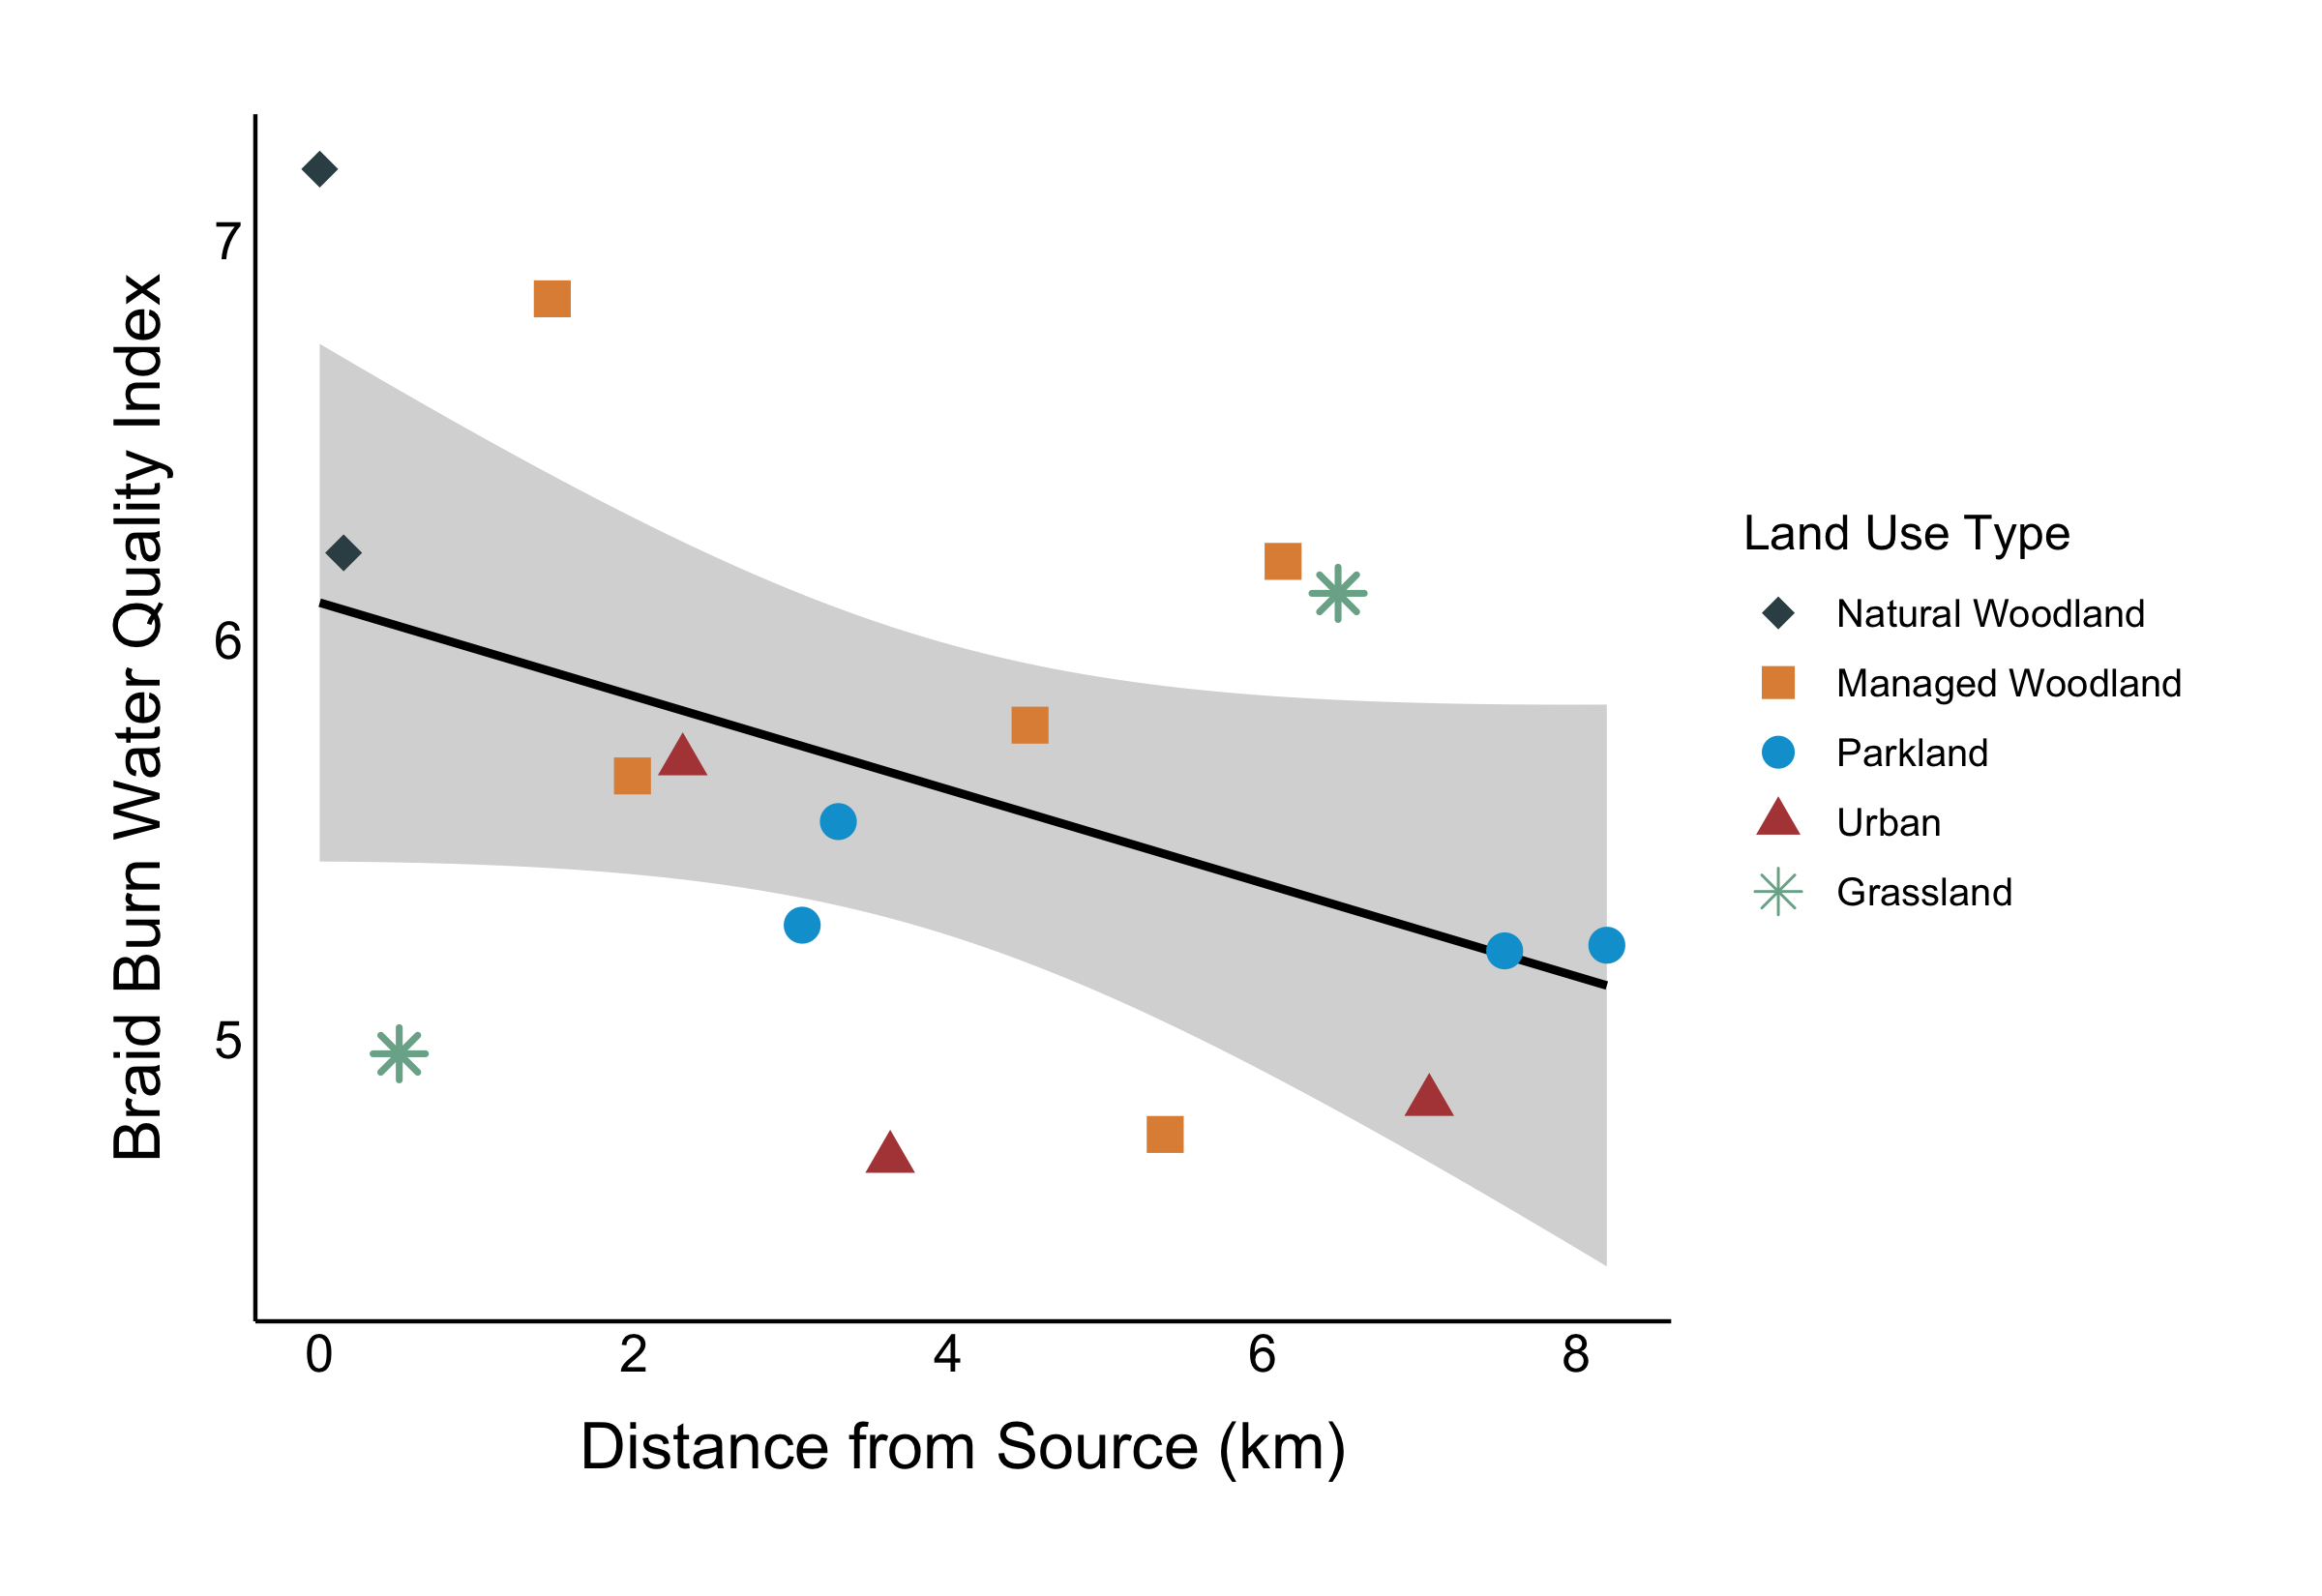 Braid Burn Water Quality Index
7
6
5
0 2 4 6 8
Distance from Source (km)
Land Use Type
Natural Woodland
Managed Woodland
Parkland
Urban
Grassland